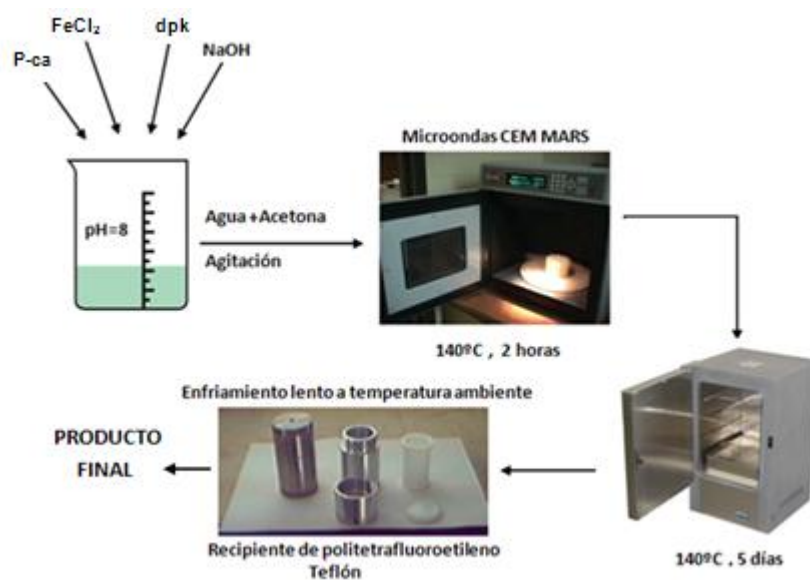 FeCl₂
dpk
P-ca
NaOH
Microondas CEM MARS
pH=8
Agua +Acetona
Agitación
140ºC , 2 horas
Enfriamiento lento a temperatura ambiente
PRODUCTO
FINAL
Recipiente de politetrafluoroetileno
Teflón
140ºC , 5 días